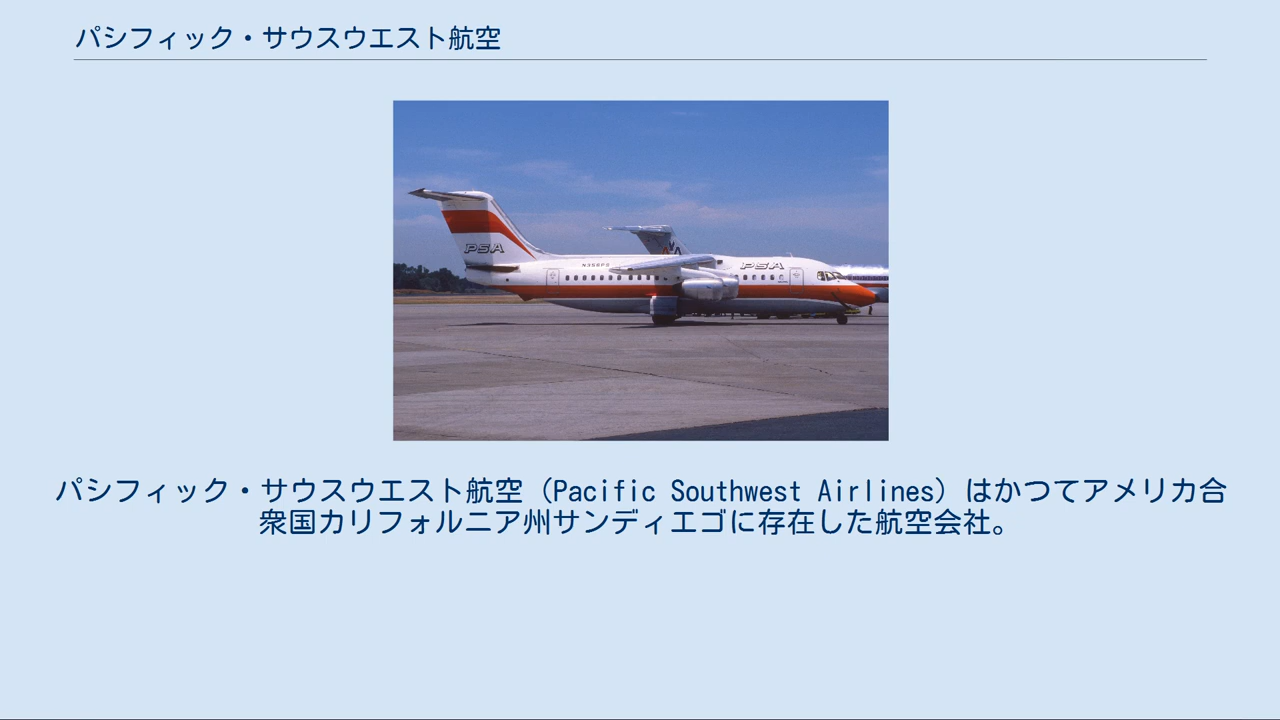 パシフィック・サウスウエスト航空
PSA
PSA
パシフィック・サウスウエスト航空（Pacific Southwest Airlines）はかつてアメリカ合
衆国カリフォルニア州サンディエゴに存在した航空会社。